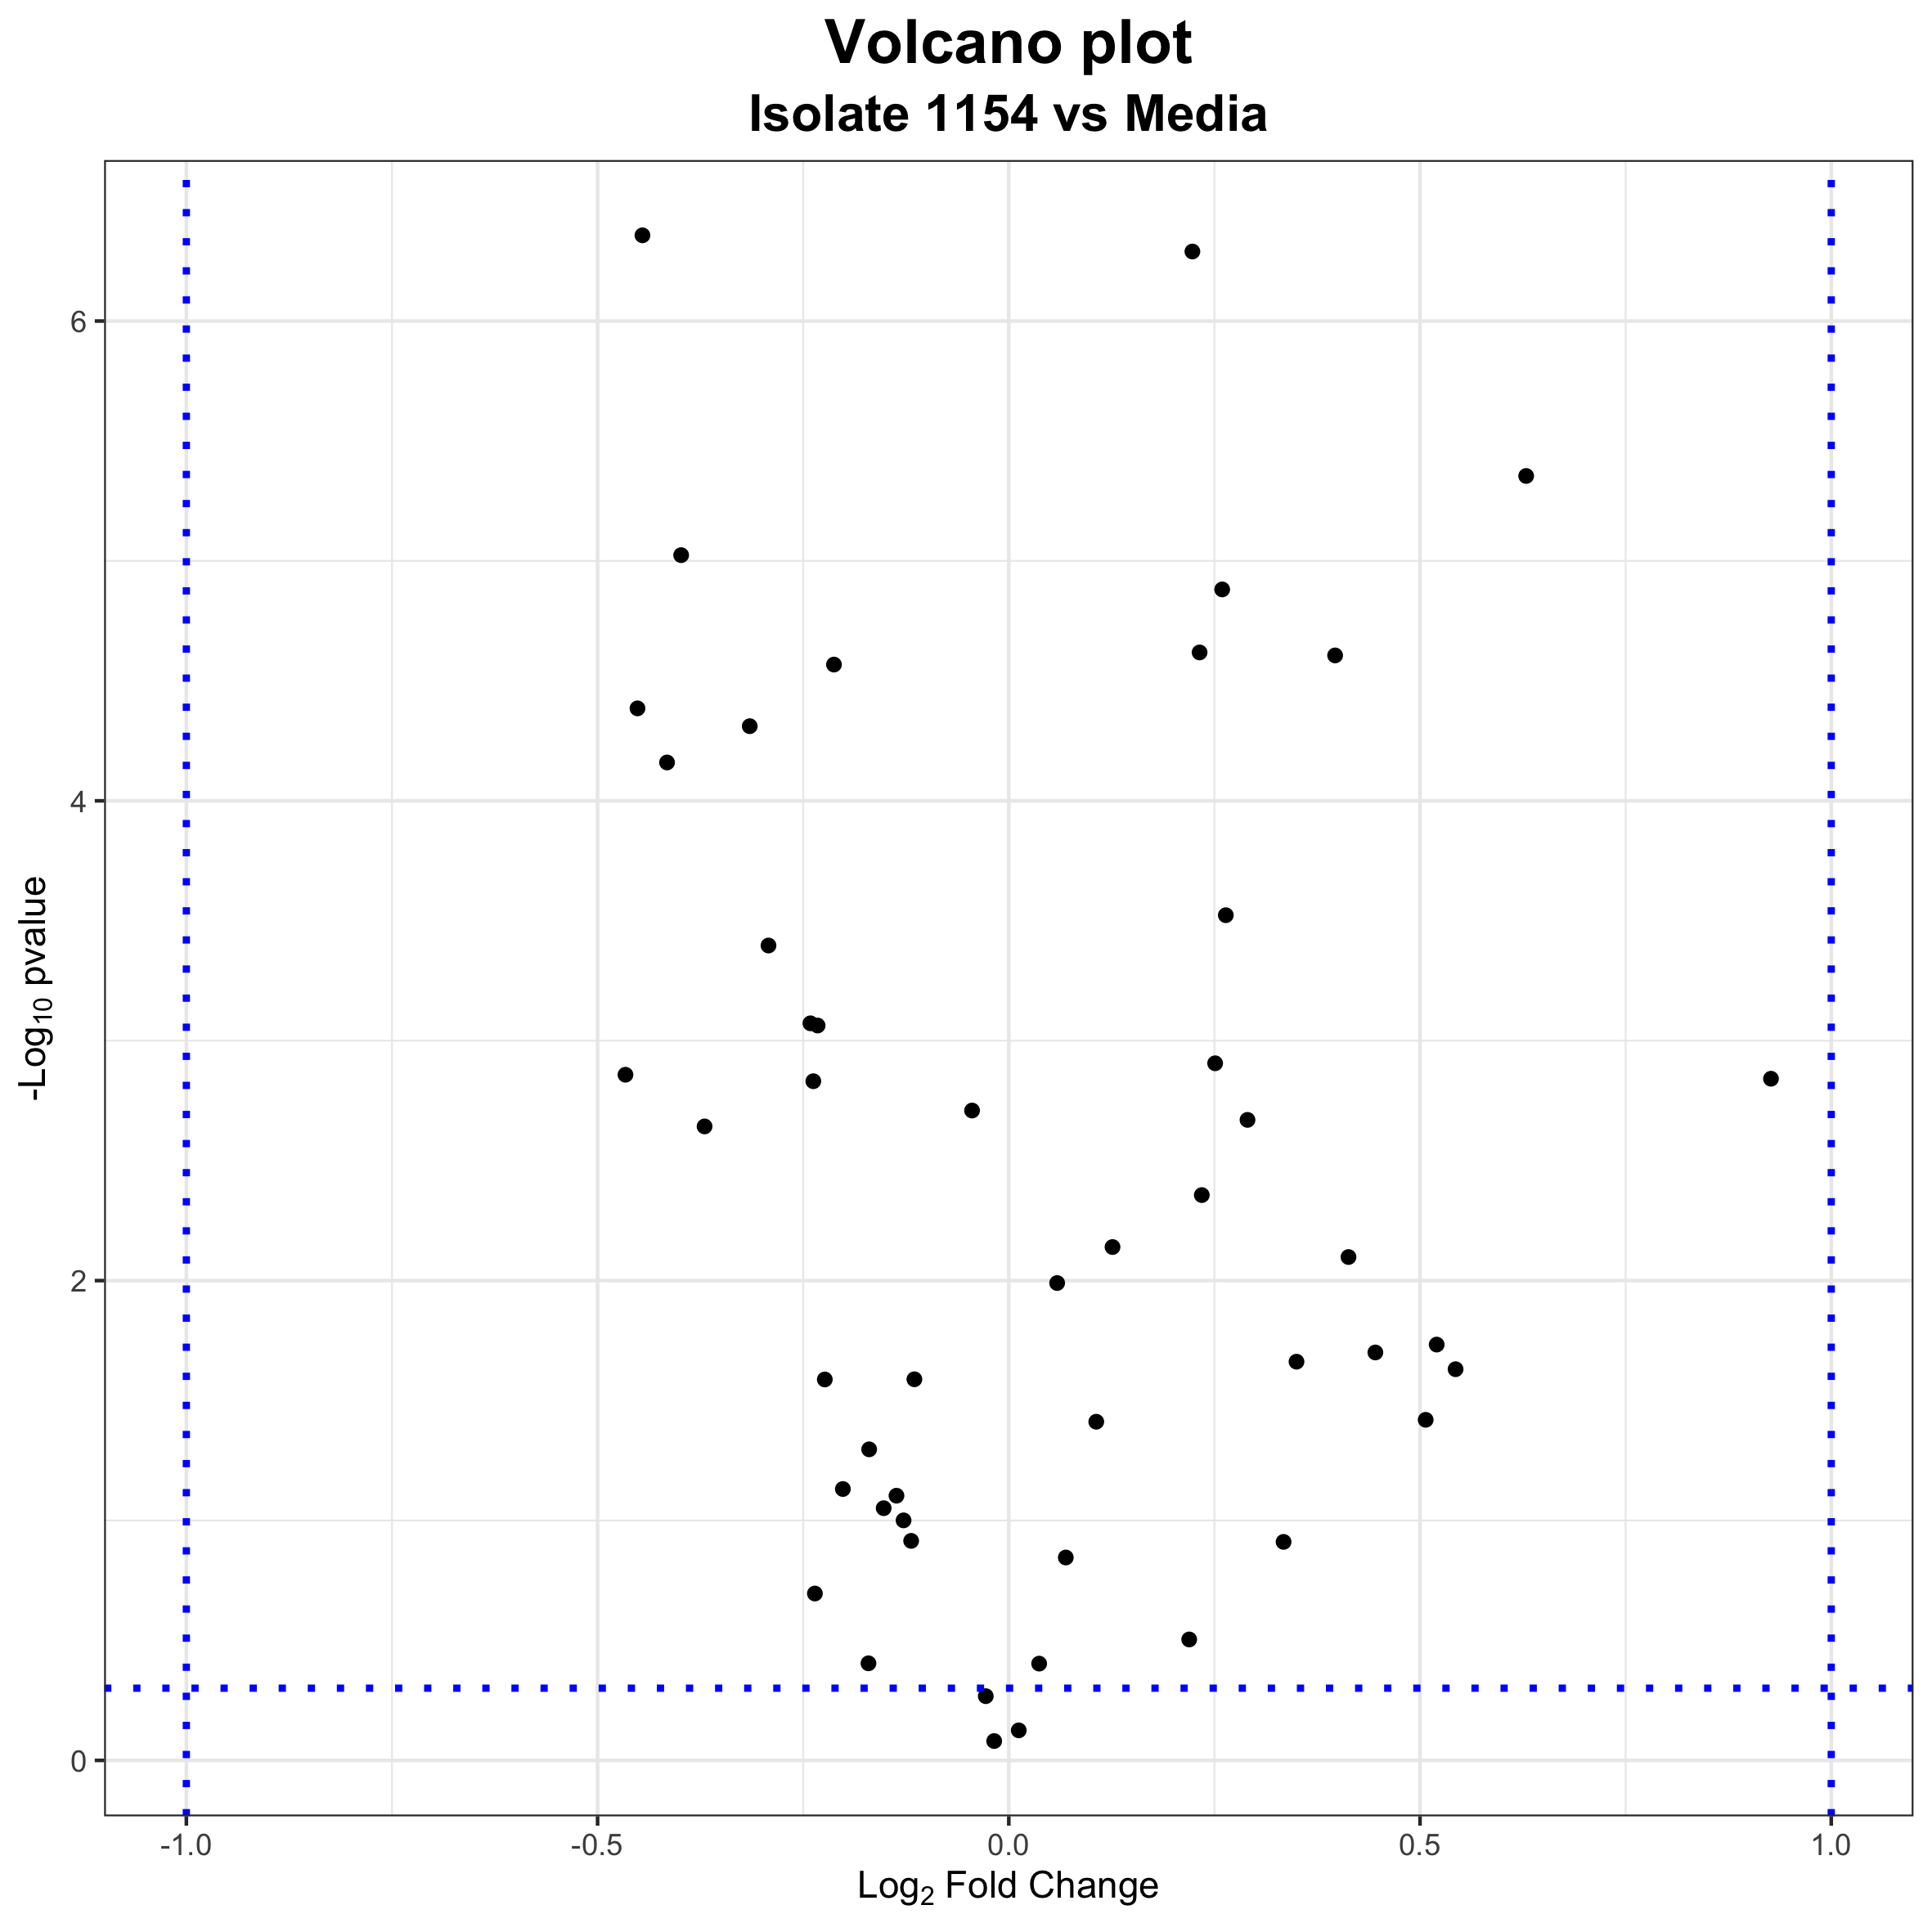 Volcano plot
Isolate 1154 vs Media
-Log10 pvalue
6
4
2
0
-1.0 -0.5 0.0 0.5 1.0
Log2 Fold Change